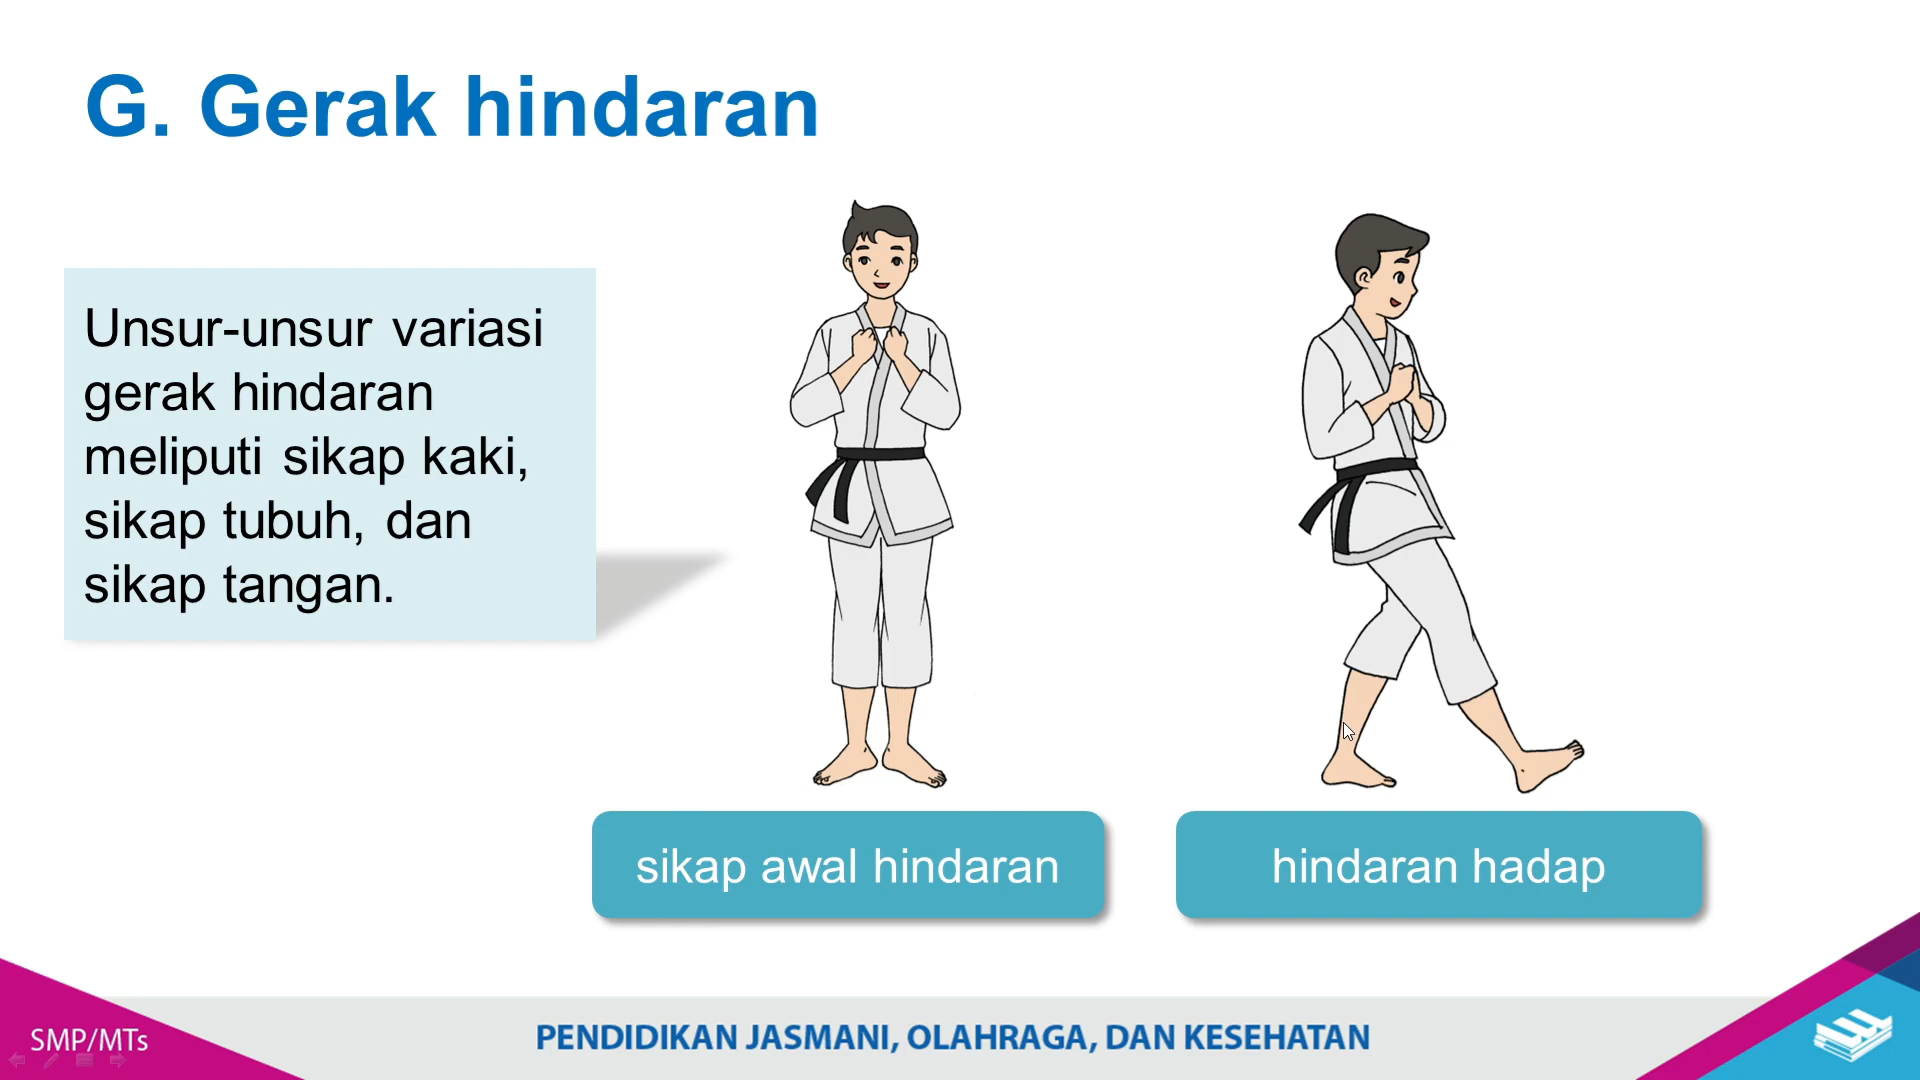 G. Gerak hindaran
Unsur-unsur variasi
gerak hindaran
meliputi sikap kaki,
sikap tubuh, dan
sikap tangan.
sikap awal hindaran
hindaran hadap
SMP/MTs
PENDIDIKAN JASMANI, OLAHRAGA, DAN KESEHATAN